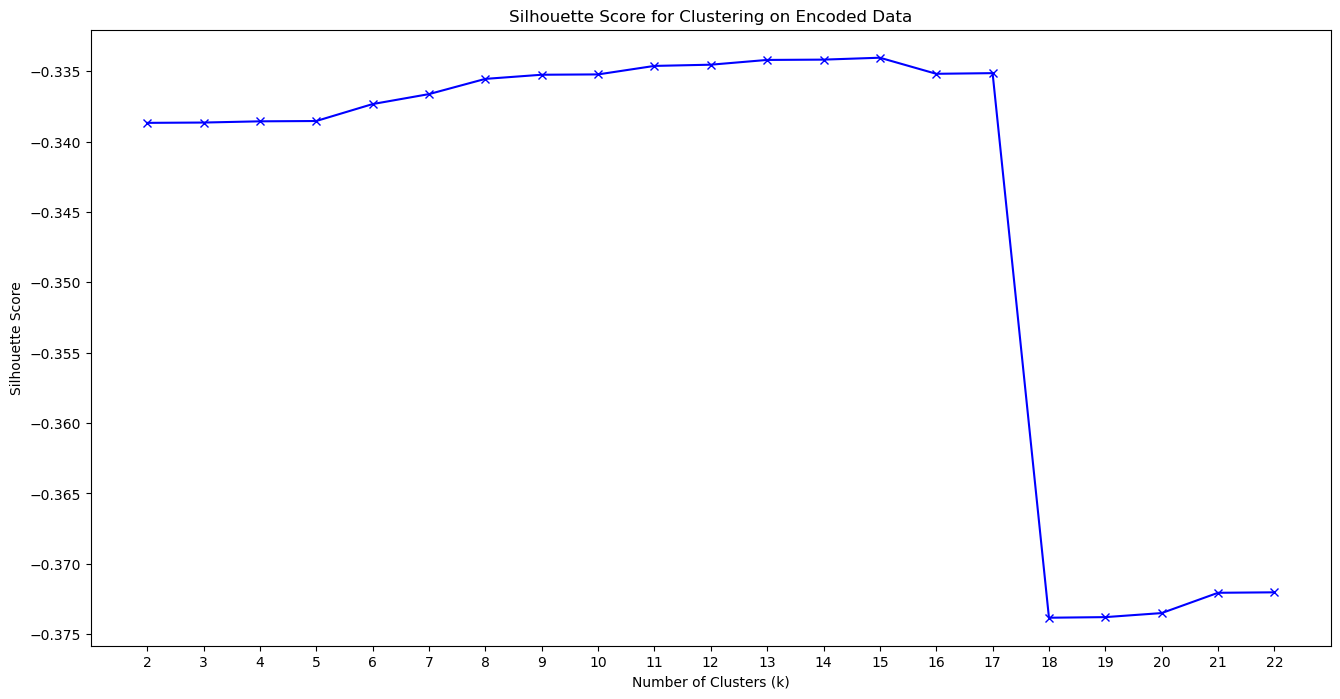 Silhouette Score for Clustering on Encoded Data
−0.335
−0.340
−0.345
−0.350
−0.355
−0.360
−0.365
−0.370
−0.375
Silhouette Score
2 3 4 5 6 7 8 9 10 11 12 13 14 15 16 17 18 19 20 21 22
Number of Clusters (k)